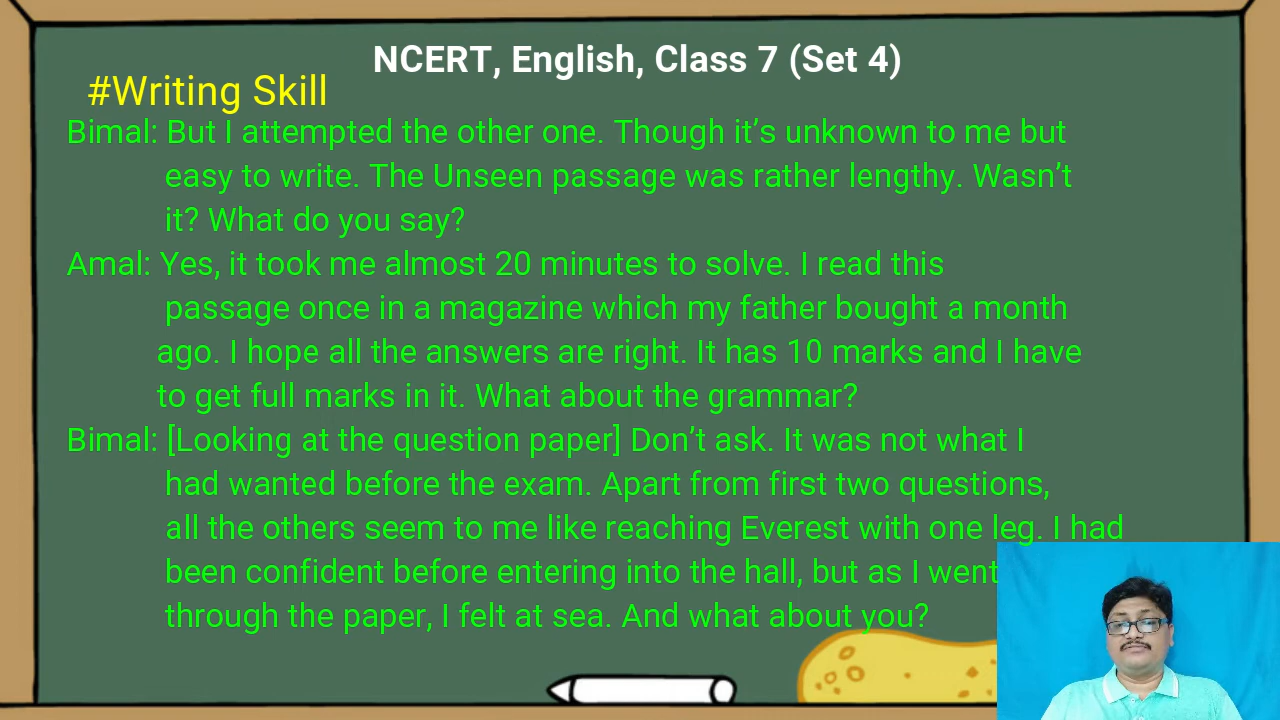 NCERT, English, Class 7 (Set 4)
#Writing Skill
Bimal: But I attempted the other one. Though it’s unknown to me but
easy to write. The Unseen passage was rather lengthy. Wasn’t
it? What do you say?
Amal: Yes, it took me almost 20 minutes to solve. I read this
passage once in a magazine which my father bought a month
ago. I hope all the answers are right. It has 10 marks and I have
to get full marks in it. What about the grammar?
Bimal: [Looking at the question paper] Don’t ask. It was not what I
had wanted before the exam. Apart from first two questions,
all the others seem to me like reaching Everest with one leg. I had
been confident before entering into the hall, but as I went
through the paper, I felt at sea. And what about you?